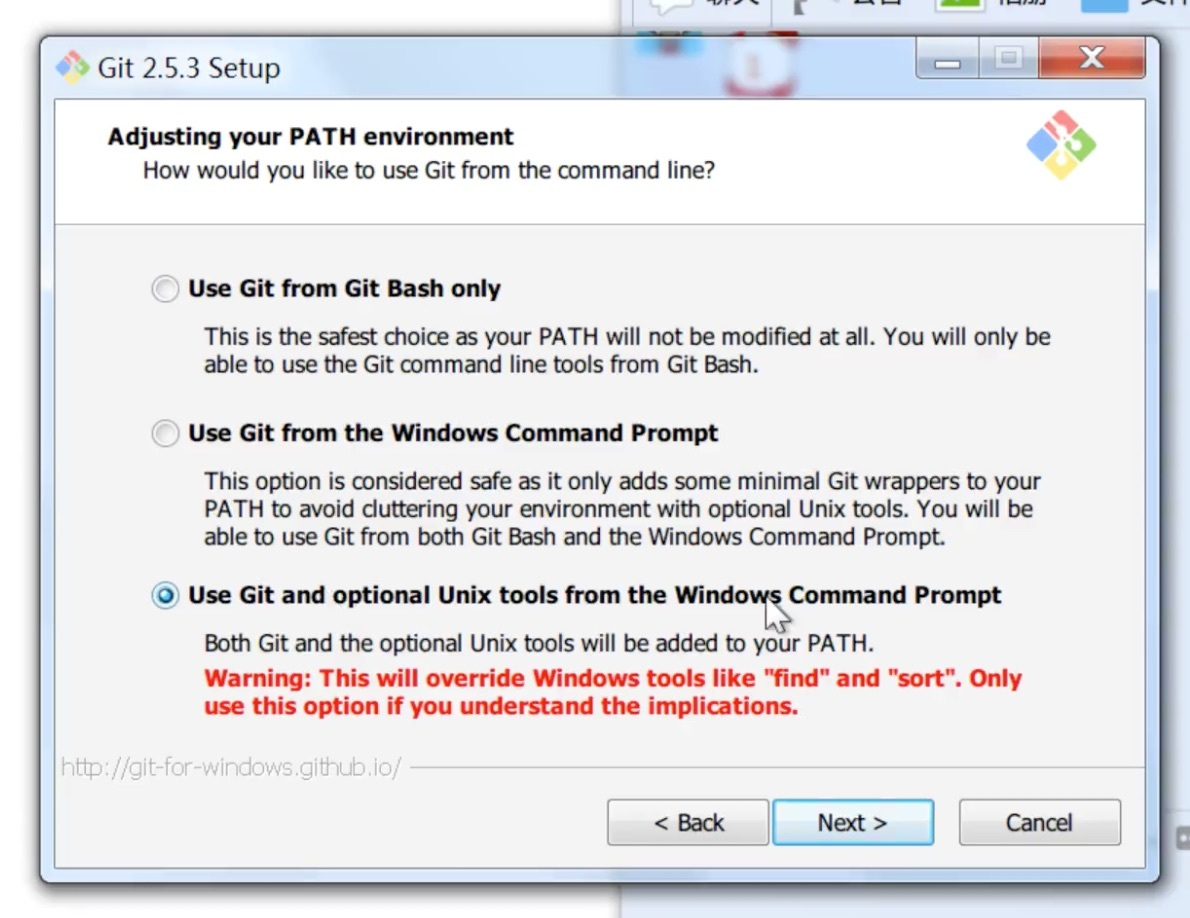 Git 2.5.3 Setup
Adjusting your PATH environment
How would you like to use Git from the command line?
Use Git from Git Bash only
This is the safest choice as your PATH will not be modified at all. You will only be
able to use the Git command line tools from Git Bash.
Use Git from the Windows Command Prompt
This option is considered safe as it only adds some minimal Git wrappers to your
PATH to avoid cluttering your environment with optional Unix tools. You will be
able to use Git from both Git Bash and the Windows Command Prompt.
Use Git and optional Unix tools from the Windows Command Prompt
Both Git and the optional Unix tools will be added to your PATH.
Warning: This will override Windows tools like "find" and "sort". Only
use this option if you understand the implications.
http://git-for-windows.github.io/
< Back
Next >
Cancel